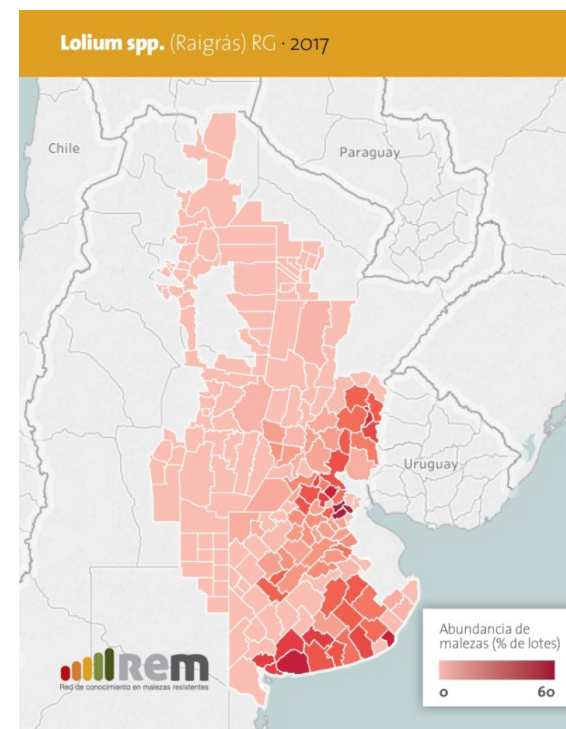 Lolium spp. (Raigrás) RG · 2017
Chile
Paraguay
Uruguay
Abundancia de
malezas (% de lotes)
0 60
Rem
Red de conocimiento en malezas resistentes